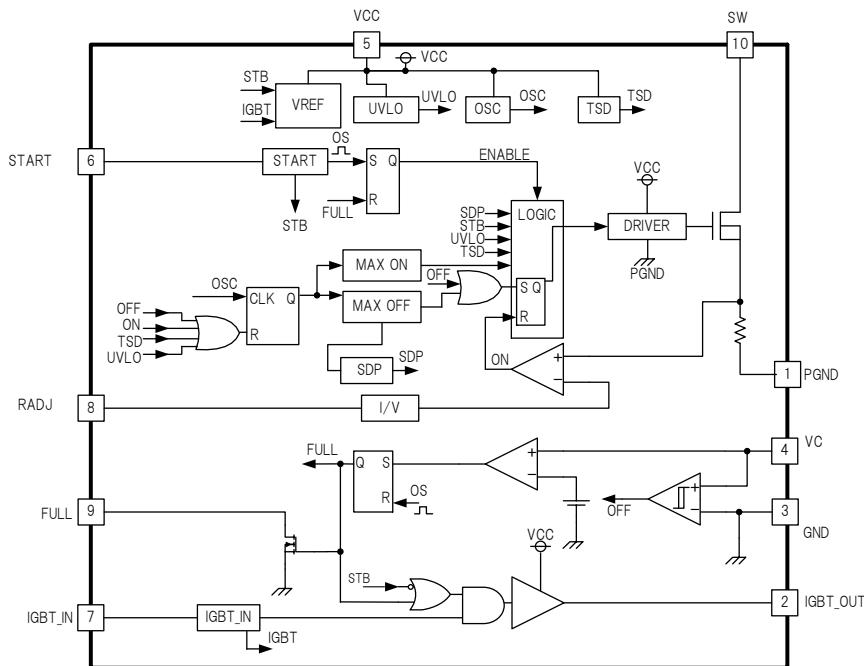 VCC
SW
5
10
VCC
STB
IGBT
VREF
UVLO
UVLO
OSC
OSC
TSD
TSD
OS
START
6
START
S Q
R
ENABLE
FULL
STB
VCC
SDP
STB
UVLO
TSD
LOGIC
DRIVER
PGND
MAX ON
OFF
OSC
CLK Q
R
MAX OFF
S Q
R
OFF
ON
TSD
UVLO
SDP
SDP
ON
+
−
1
PGND
RADJ
8
I/V
FULL
Q S
R
OS
+
−
4
VC
+
−
OFF
3
GND
FULL
9
VCC
STB
IGBT_IN
7
IGBT_IN
IGBT
2
IGBT_OUT